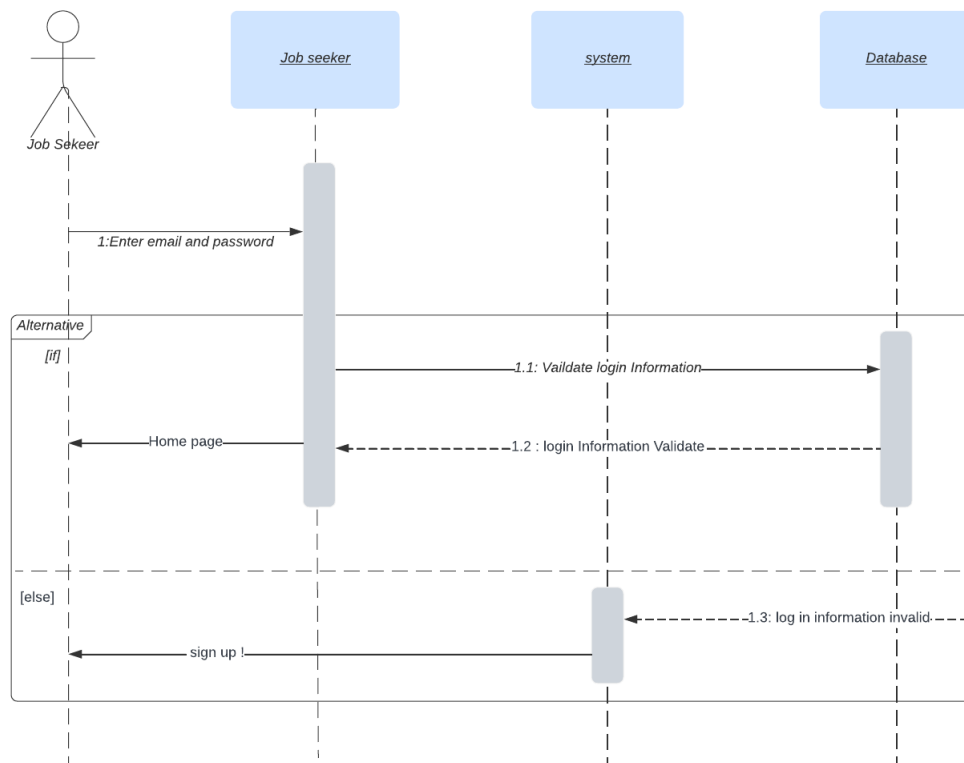 Job seeker
system
Database
Job Sekeer
1:Enter email and password
Alternative
[if]
1.1: Vaildate login Information
Home page
1.2 : login Information Validate
[else]
1.3: log in information invalid
sign up !